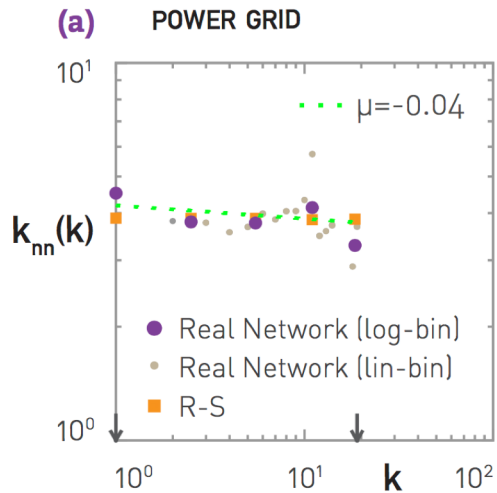 (a) POWER GRID
10¹
μ=-0.04
kₙₙ(k)
Real Network (log-bin)
Real Network (lin-bin)
R-S
10⁰
10⁰ 10¹ k 10²